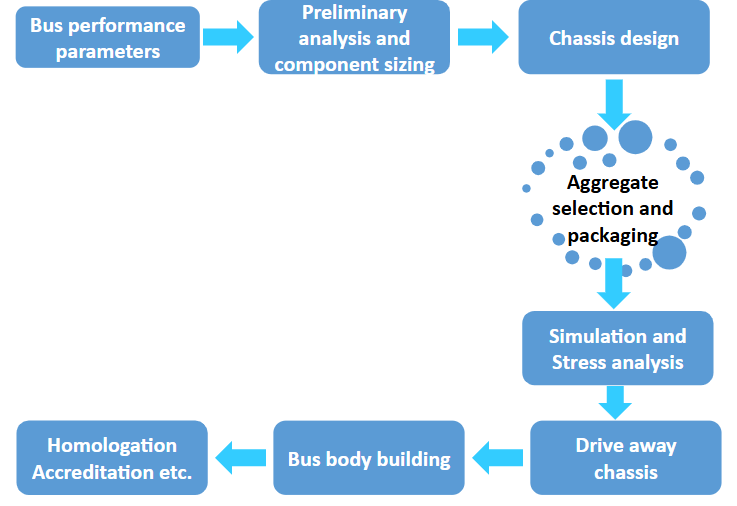 Bus performance
parameters
Preliminary
analysis and
component sizing
Chassis design
Aggregate
selection and
packaging
Simulation and
Stress analysis
Drive away
chassis
Bus body building
Homologation
Accreditation etc.